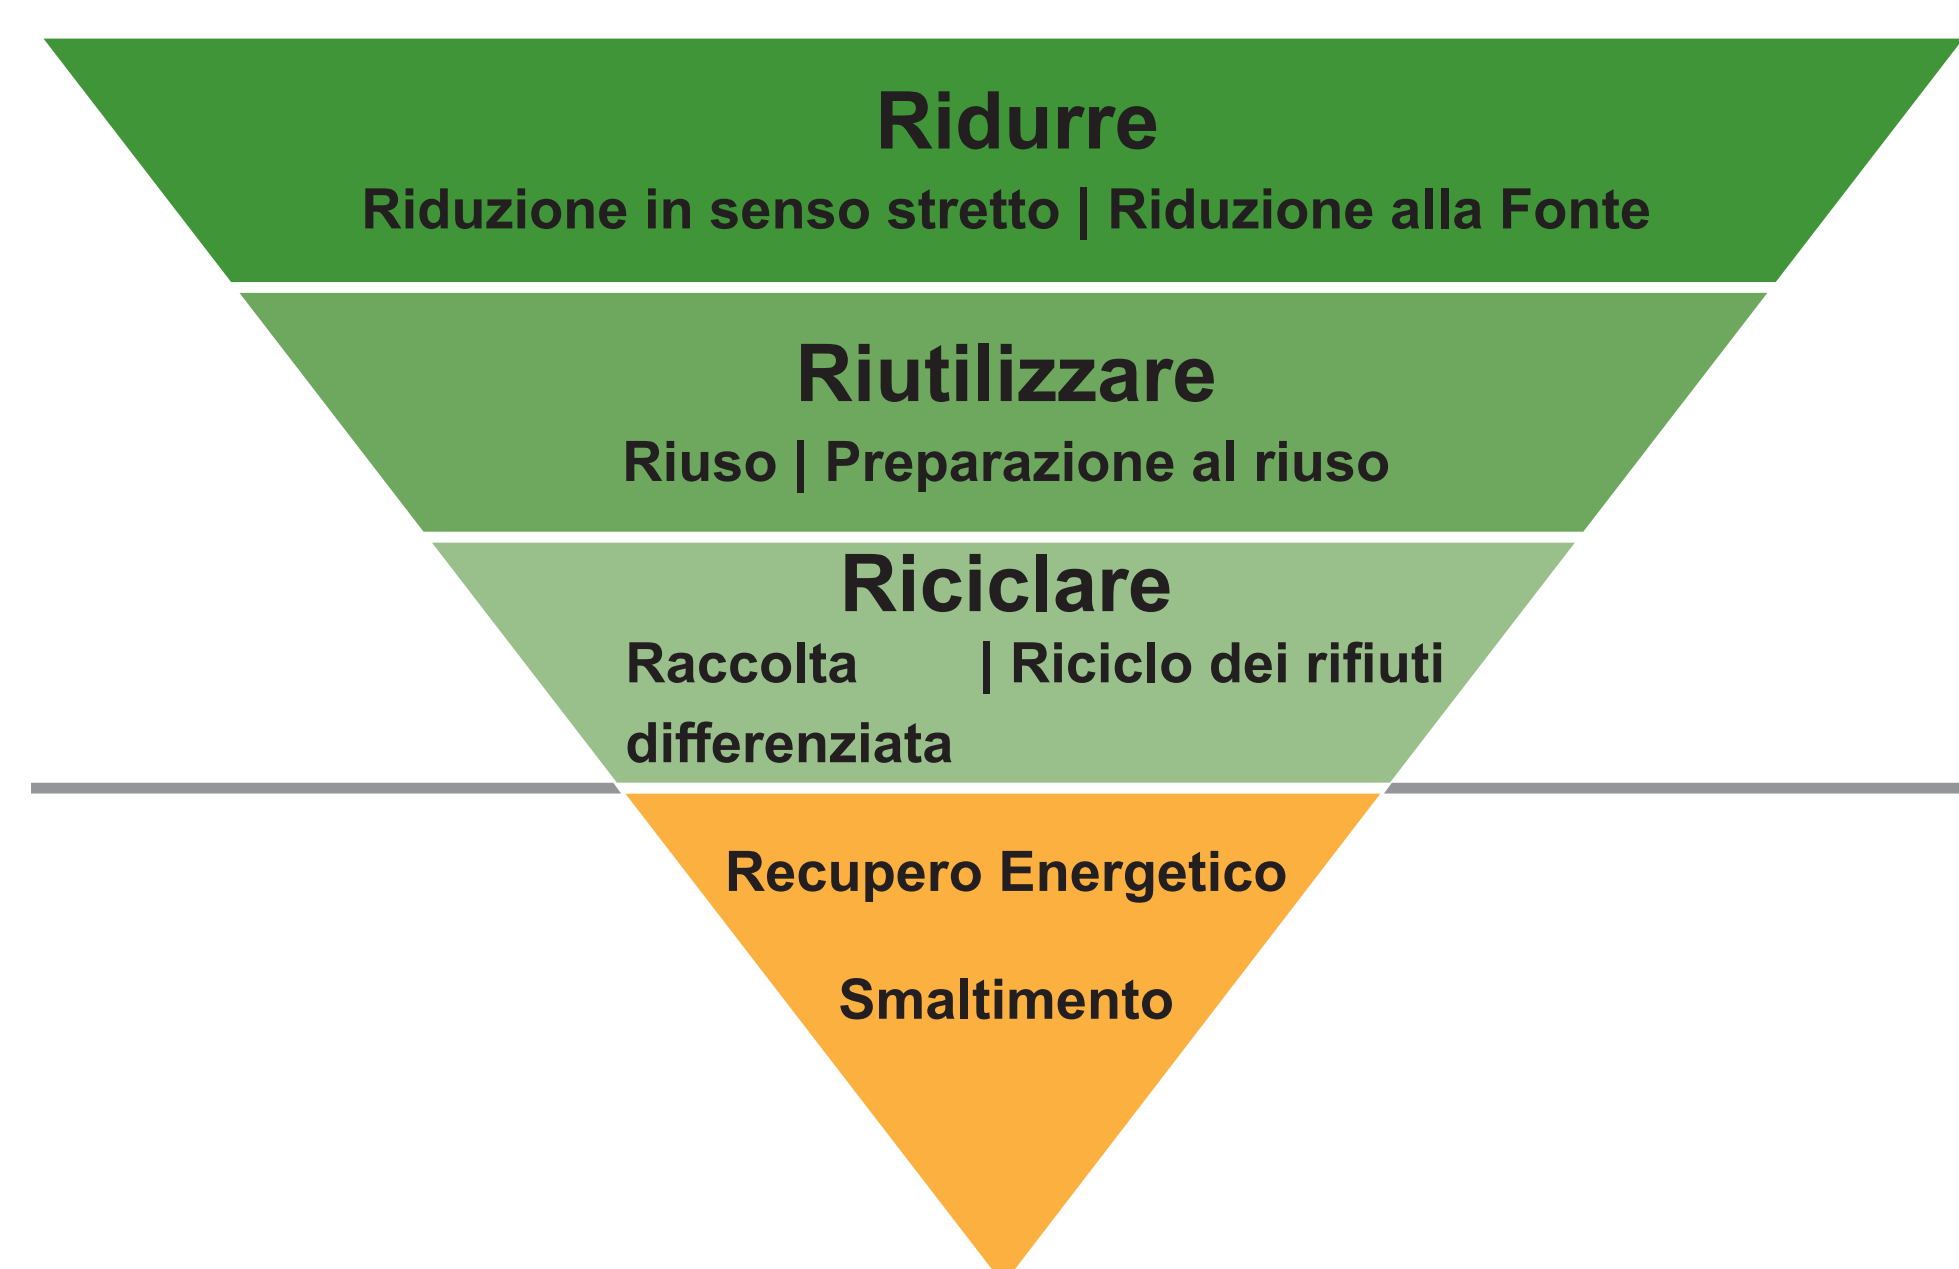 Ridurre
Riduzione in senso stretto | Riduzione alla Fonte
Riutilizzare
Riuso | Preparazione al riuso
Riciclare
Raccolta | Riciclo dei rifiuti
differenziata
Recupero Energetico
Smaltimento